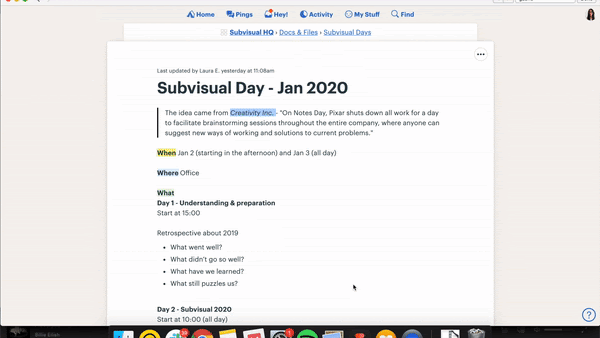 Home Pings Hey! Activity My Stuff Find
Subvisual HQ › Docs & Files › Subvisual Days
Last updated by Laura E. yesterday at 11:08am
Subvisual Day - Jan 2020
The idea came from Creativity Inc. - "On Notes Day, Pixar shuts down all work for a day
to facilitate brainstorming sessions throughout the entire company, where anyone can
suggest new ways of working and solutions to current problems."
When Jan 2 (starting in the afternoon) and Jan 3 (all day)
Where Office
What
Day 1 - Understanding & preparation
Start at 15:00
Retrospective about 2019
• What went well?
• What didn't go so well?
• What have we learned?
• What still puzzles us?
Day 2 - Subvisual 2020
Start at 10:00 (all day)
?